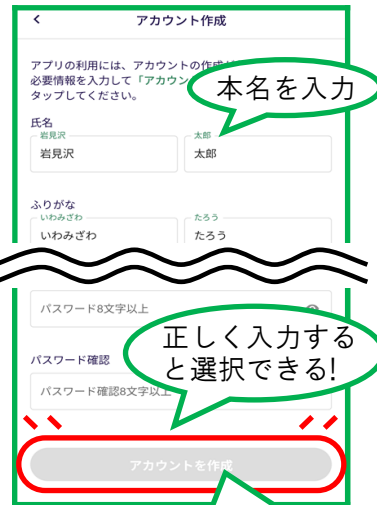 アカウント作成
アプリの利用には、アカウントの作成が
必要情報を入力して「アカウン
タップしてください。
本名を入力
氏名
岩見沢
太郎
岩見沢
太郎
ふりがな
いわみざわ
たろう
いわみざわ
たろう
パスワード8文字以上
正しく入力する
と選択できる!
パスワード確認
パスワード確認8文字以上
アカウントを作成